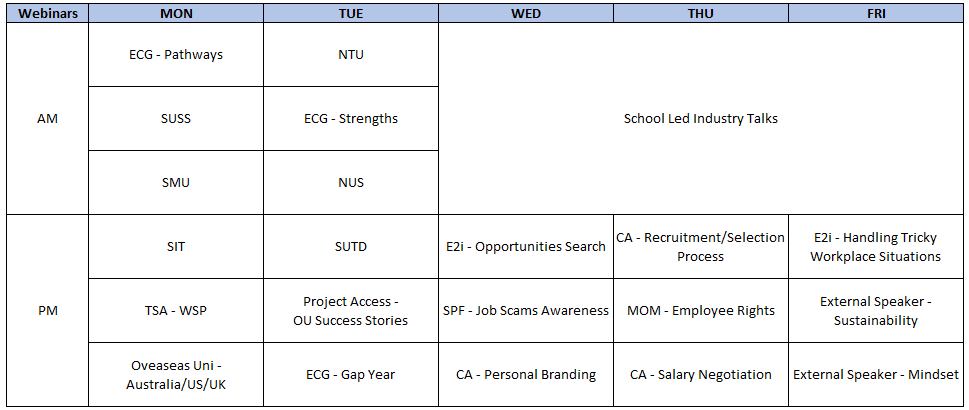 Webinars MON TUE WED THU FRI
ECG - Pathways NTU
AM SUSS ECG - Strengths School Led Industry Talks
SMU NUS
SIT SUTD E2i - Opportunities Search CA - Recruitment/Selection Process E2i - Handling Tricky Workplace Situations
PM TSA - WSP Project Access - OU Success Stories SPF - Job Scams Awareness MOM - Employee Rights External Speaker - Sustainability
Oveaseas Uni - Australia/US/UK ECG - Gap Year CA - Personal Branding CA - Salary Negotiation External Speaker - Mindset